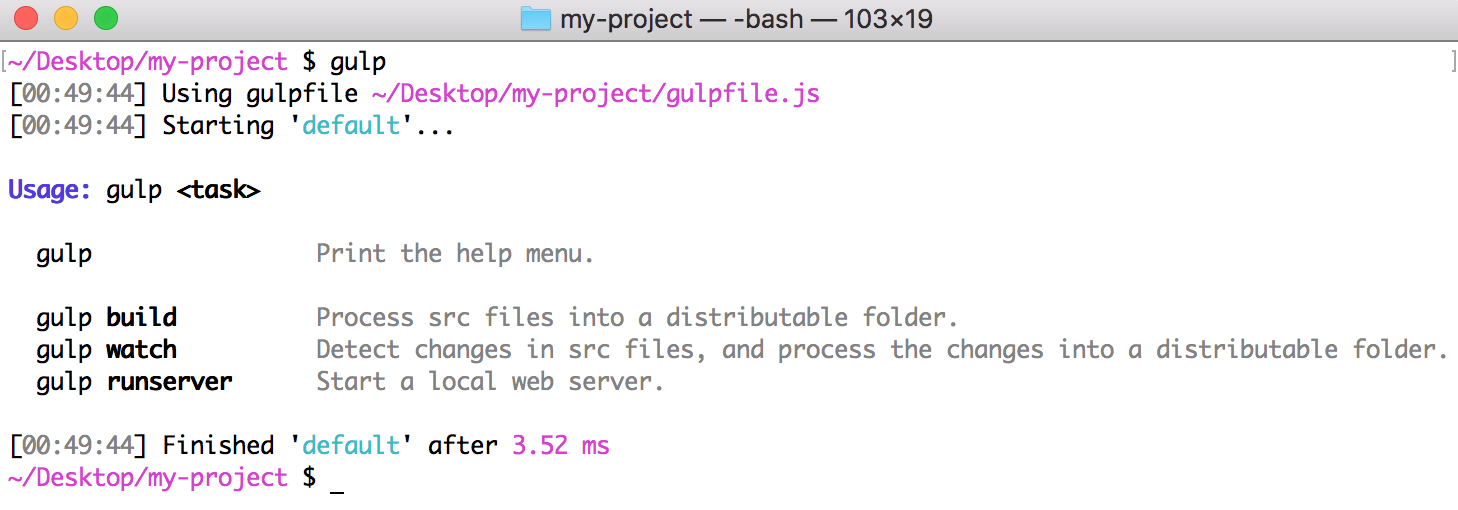 my-project — -bash — 103×19
~/Desktop/my-project $ gulp
[00:49:44] Using gulpfile ~/Desktop/my-project/gulpfile.js
[00:49:44] Starting 'default'...
Usage: gulp <task>
gulp Print the help menu.
gulp build Process src files into a distributable folder.
gulp watch Detect changes in src files, and process the changes into a distributable folder.
gulp runserver Start a local web server.
[00:49:44] Finished 'default' after 3.52 ms
~/Desktop/my-project $ _